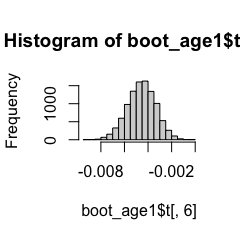 Histogram of boot_age1$t
Frequency
1000
0
-0.008
-0.002
boot_age1$t[, 6]